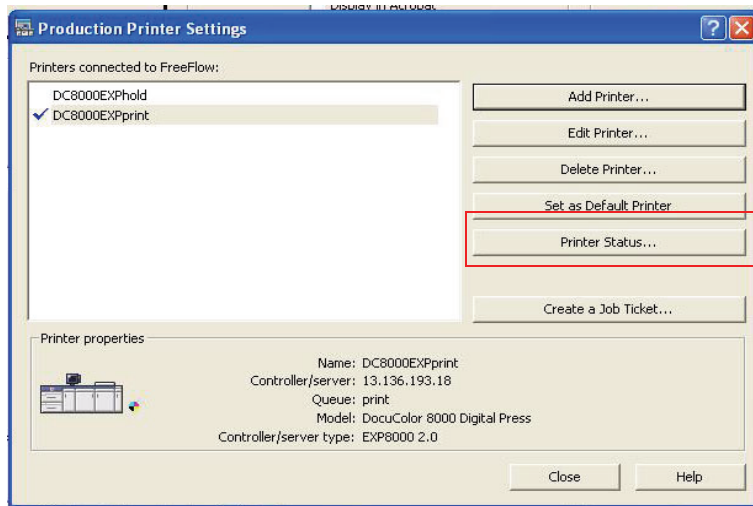 Display in Acrobat
Production Printer Settings
Printers connected to FreeFlow:
DC8000EXPhold
DC8000EXPprint
Add Printer...
Edit Printer...
Delete Printer...
Set as Default Printer
Printer Status...
Create a Job Ticket...
Printer properties
Name: DC8000EXPprint
Controller/server: 13.136.193.18
Queue: print
Model: DocuColor 8000 Digital Press
Controller/server type: EXP8000 2.0
Close
Help